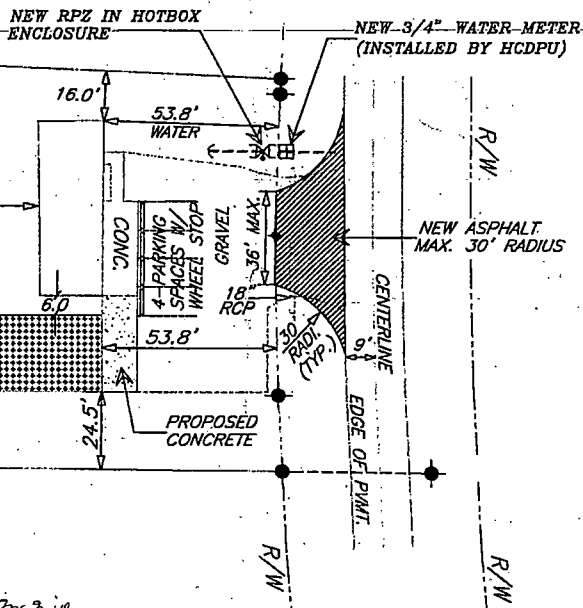 NEW RPZ IN HOTBOX
ENCLOSURE
NEW 3/4" WATER METER
(INSTALLED BY HCDPU)
16.0'
53.8'
WATER
R/W
CONC.
4-PARKING
SPACES W/
WHEEL STOP
GRAVEL
36' MAX.
NEW ASPHALT
MAX. 30' RADIUS
6.0
18"
RCP
30'
RADI.
(TYP.)
CENTERLINE
9'
53.8'
24.5'
PROPOSED
CONCRETE
EDGE OF PVMT.
R/W
R/W